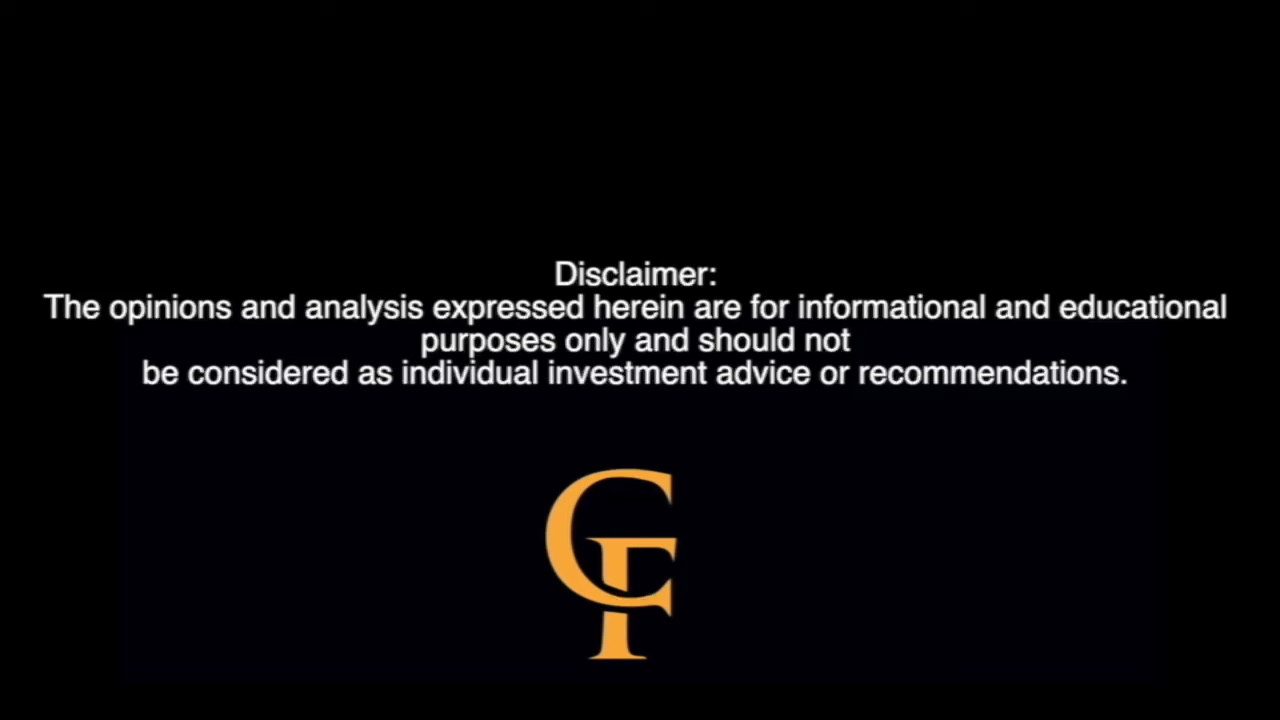 Disclaimer:
The opinions and analysis expressed herein are for informational and educational
purposes only and should not
be considered as individual investment advice or recommendations.
CF